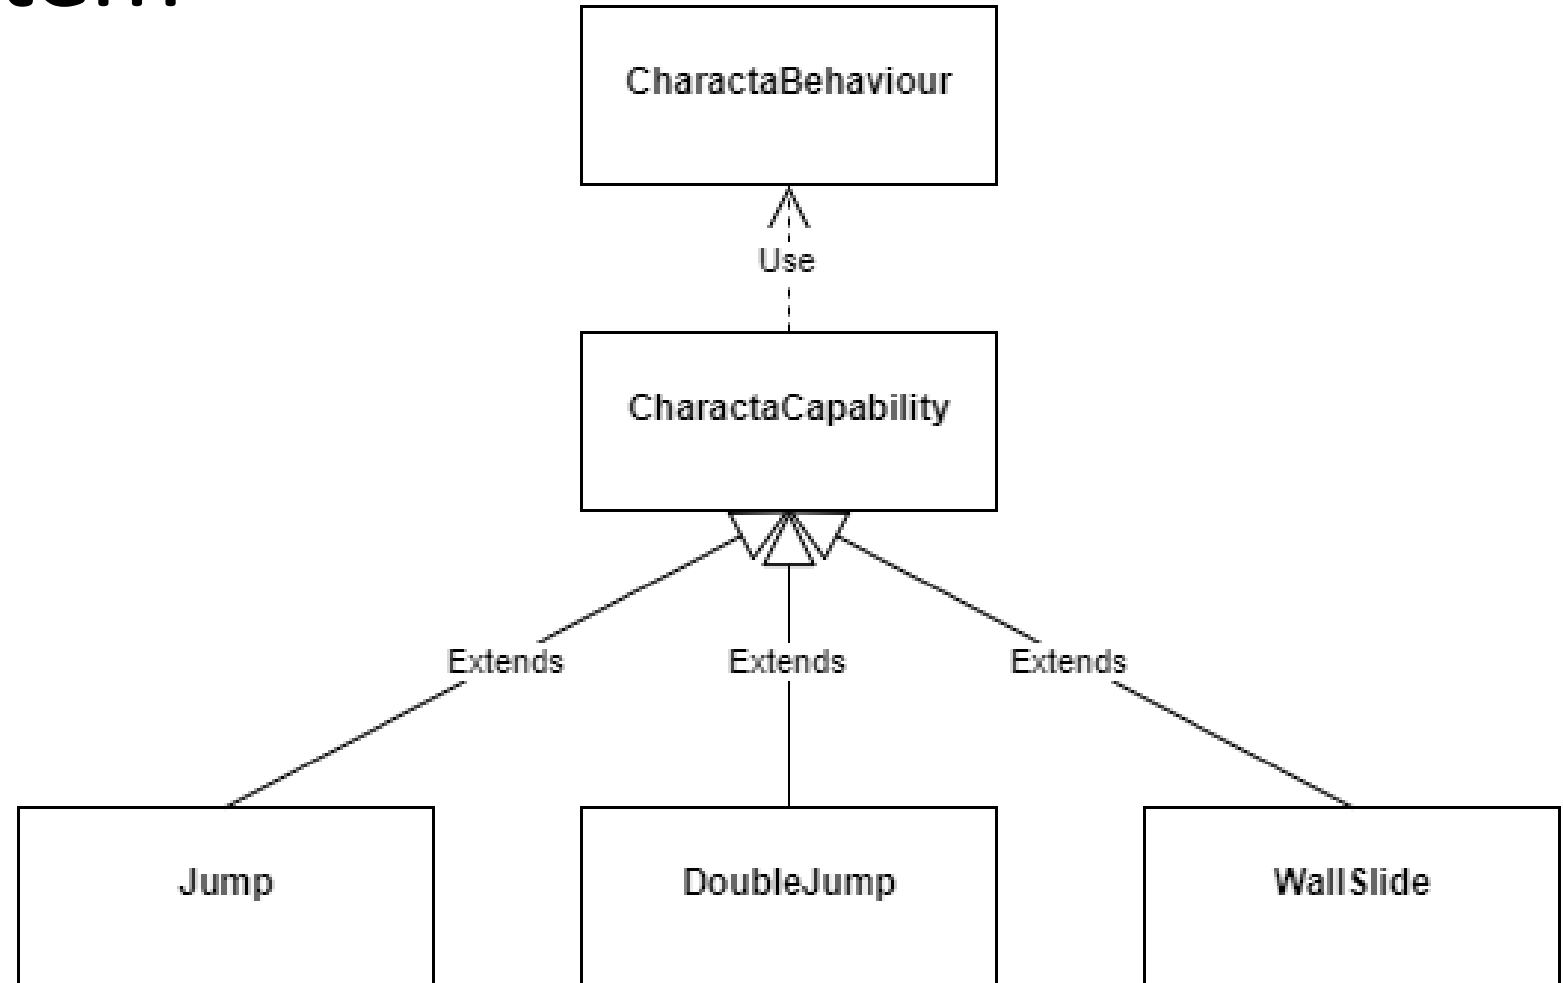 CharactaBehaviour
Use
CharactaCapability
Extends Extends Extends
Jump DoubleJump WallSlide